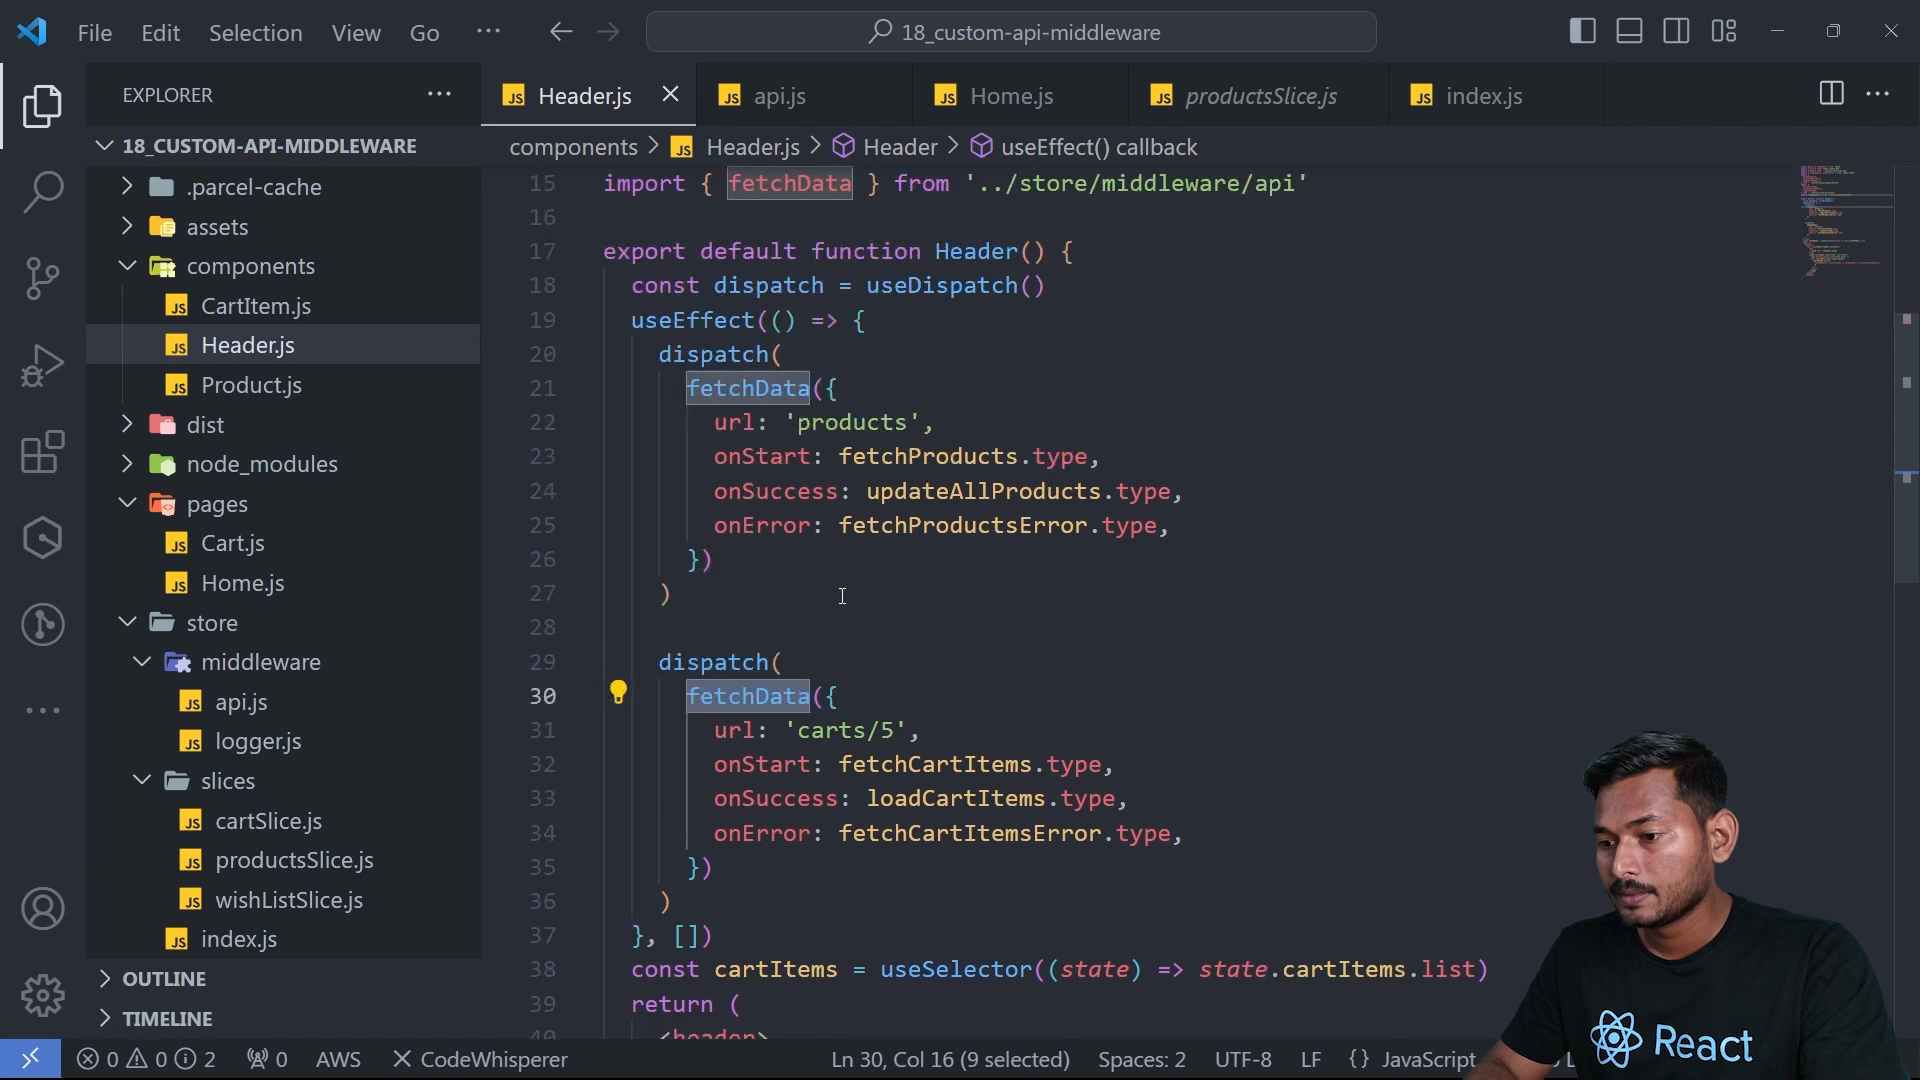 File Edit Selection View Go ··· 18_custom-api-middleware
EXPLORER ···
Header.js api.js Home.js productsSlice.js index.js ···
18_CUSTOM-API-MIDDLEWARE
components > Header.js > Header > useEffect() callback
.parcel-cache
assets
components
CartItem.js
Header.js
Product.js
dist
node_modules
pages
Cart.js
Home.js
store
middleware
api.js
logger.js
slices
cartSlice.js
productsSlice.js
wishListSlice.js
index.js
OUTLINE
TIMELINE
15 import { fetchData } from '../store/middleware/api'
16
17 export default function Header() {
18 const dispatch = useDispatch()
19 useEffect(() => {
20 dispatch(
21 fetchData({
22 url: 'products',
23 onStart: fetchProducts.type,
24 onSuccess: updateAllProducts.type,
25 onError: fetchProductsError.type,
26 })
27 )
28
29 dispatch(
30 fetchData({
31 url: 'carts/5',
32 onStart: fetchCartItems.type,
33 onSuccess: loadCartItems.type,
34 onError: fetchCartItemsError.type,
35 })
36 )
37 }, [])
38 const cartItems = useSelector((state) => state.cartItems.list)
39 return (
40 <header>
React
0 0 2 0 AWS CodeWhisperer Ln 30, Col 16 (9 selected) Spaces: 2 UTF-8 LF {} JavaScript